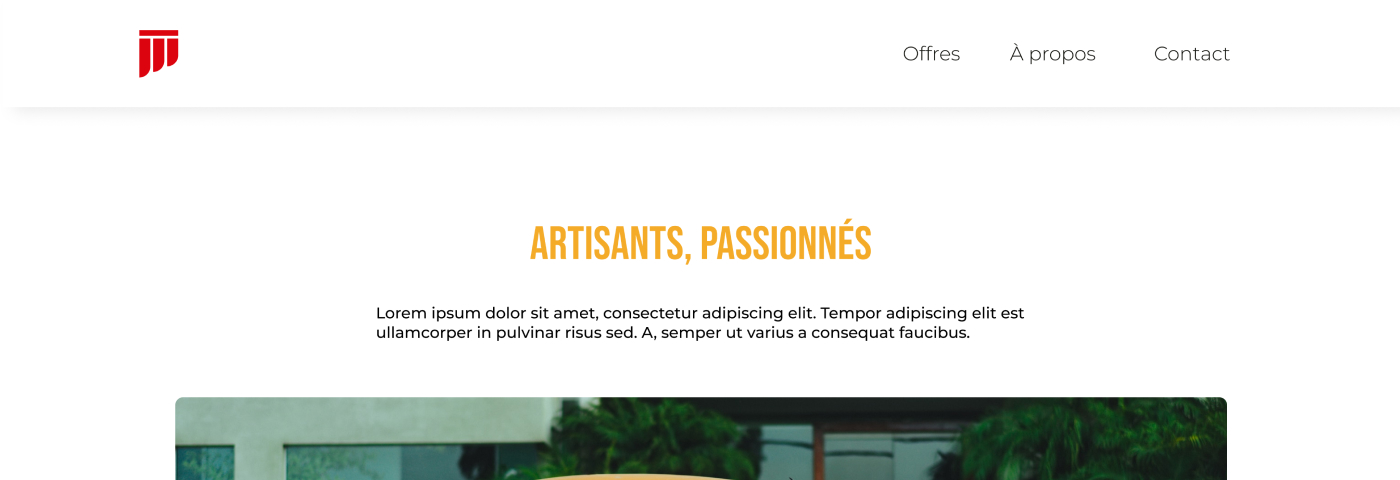 Offres À propos Contact
ARTISANTS, PASSIONNÉS
Lorem ipsum dolor sit amet, consectetur adipiscing elit. Tempor adipiscing elit est
ullamcorper in pulvinar risus sed. A, semper ut varius a consequat faucibus.